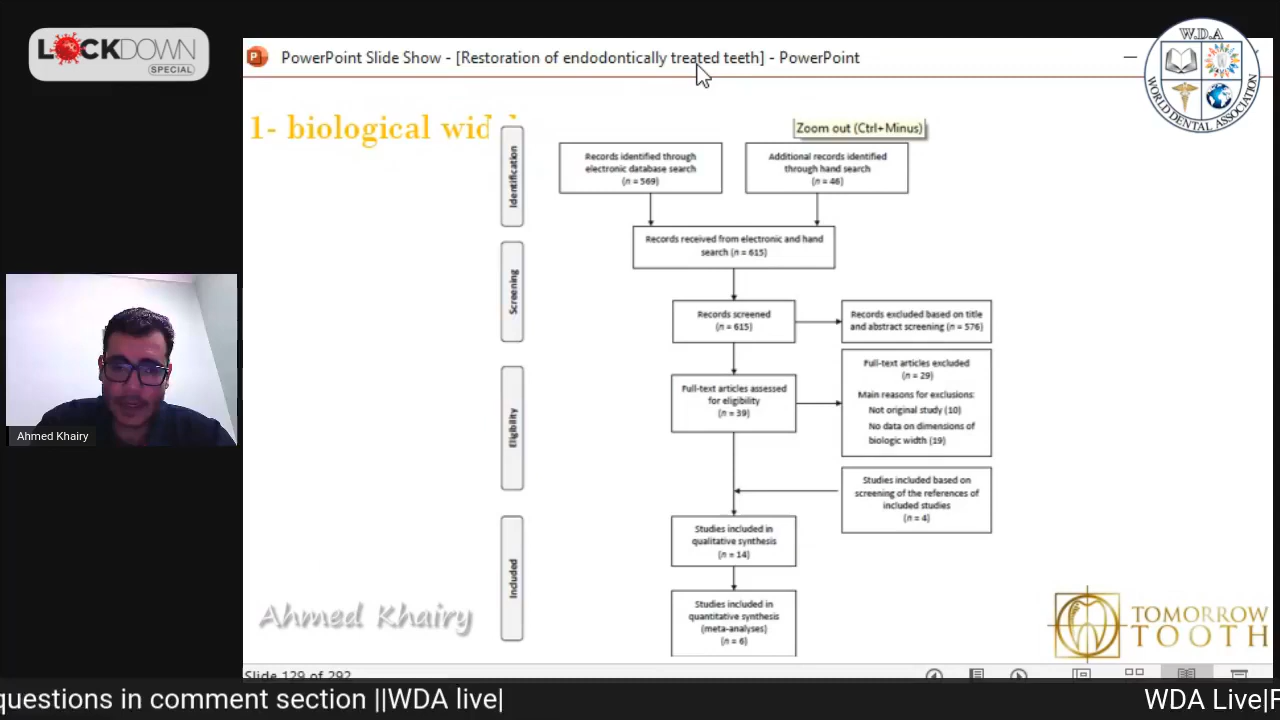 LOCKDOWN
SPECIAL
PowerPoint Slide Show - [Restoration of endodontically treated teeth] - PowerPoint
W.D.A
WORLD DENTAL ASSOCIATION
1- biological
Zoom out (Ctrl+Minus)
Identification
Records identified through
electronic database search
(n = 569)
Additional records identified
through hand search
(n = 46)
Records received from electronic and hand
search (n = 615)
Screening
Records screened
(n = 615)
Records excluded based on title
and abstract screening (n = 576)
Eligibility
Full-text articles assessed
for eligibility
(n = 39)
Full-text articles excluded
(n = 29)
Main reasons for exclusions:
Not original study (10)
No data on dimensions of
biologic width (19)
Studies included based on
screening of the references of
included studies
(n = 4)
Included
Studies included in
qualitative synthesis
(n = 14)
Studies included in
quantitative synthesis
(meta-analyses)
(n = 6)
Ahmed Khairy
Ahmed Khairy
TOMORROW
TOOTH
Slide 129 of 292
questions in comment section ||WDA live|
WDA Live|